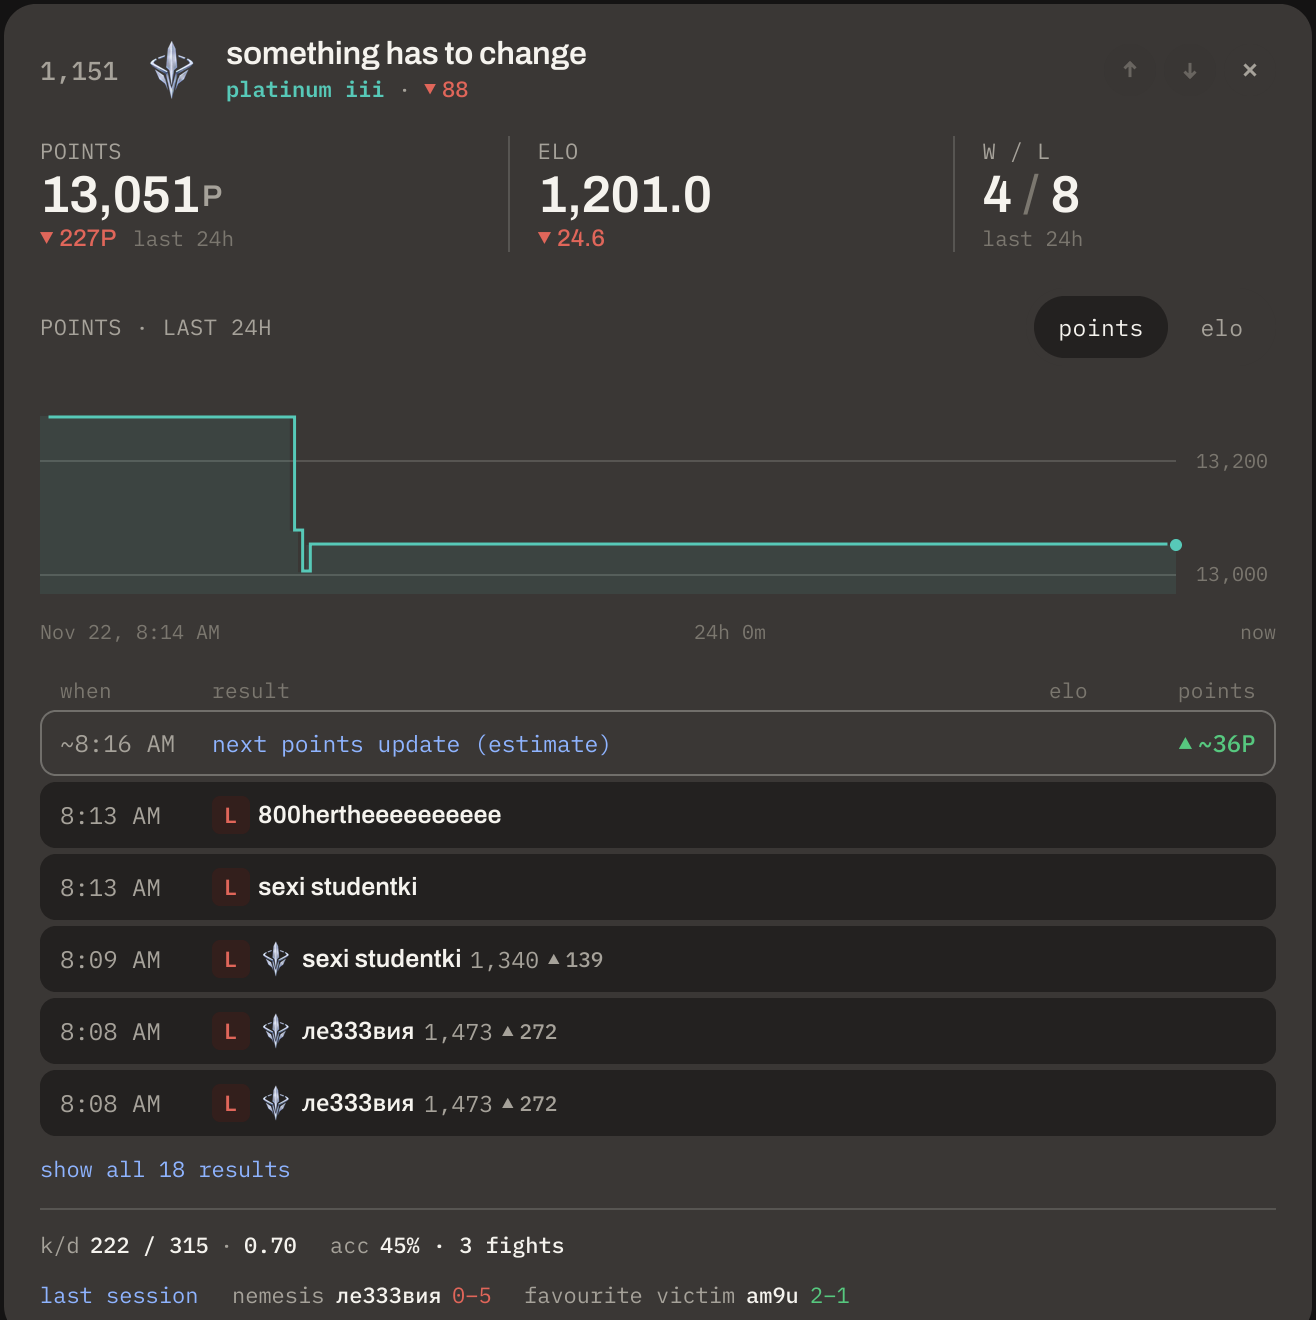 1,151 something has to change
platinum iii · ▼88
↑ ↓ ×
POINTS ELO W / L
13,051P 1,201.0 4 / 8
▼227P last 24h ▼24.6 last 24h
POINTS · LAST 24H points elo
13,200
13,000
Nov 22, 8:14 AM 24h 0m now
when result elo points
~8:16 AM next points update (estimate) ▲~36P
8:13 AM L 800hertheeeeeeeeee
8:13 AM L sexi studentki
8:09 AM L sexi studentki 1,340 ▲139
8:08 AM L ле333вия 1,473 ▲272
8:08 AM L ле333вия 1,473 ▲272
show all 18 results
k/d 222 / 315 · 0.70 acc 45% · 3 fights
last session nemesis ле333вия 0–5 favourite victim am9u 2–1